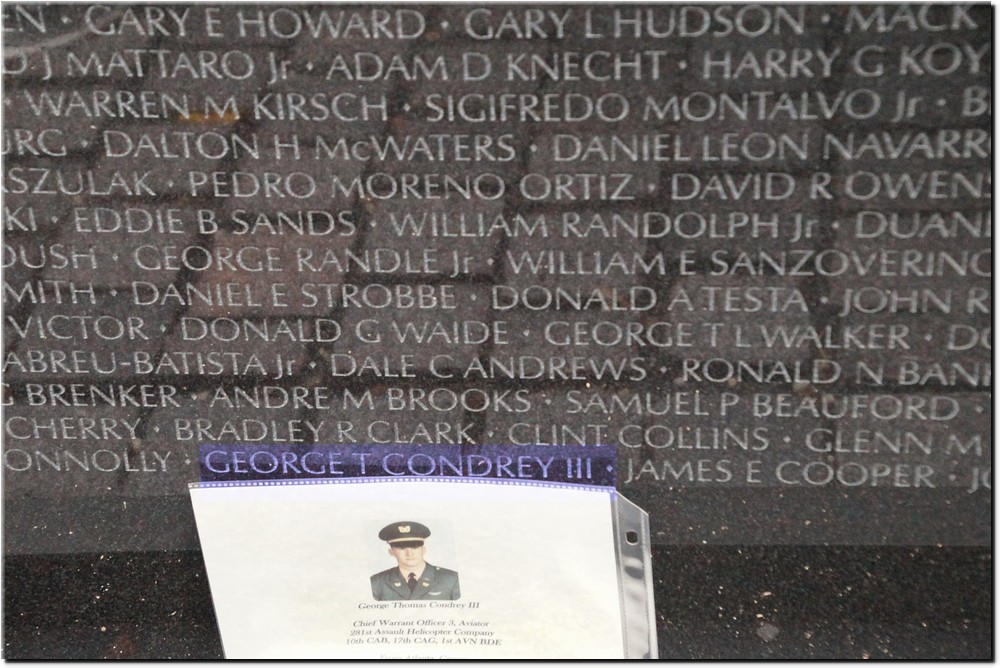 EN · GARY E HOWARD · GARY L HUDSON · MACK
D J MATTARO Jr · ADAM D KNECHT · HARRY G KOY
· WARREN M KIRSCH · SIGIFREDO MONTALVO Jr · B
URG · DALTON H McWATERS · DANIEL LEON NAVARR
RSZULAK · PEDRO MORENO ORTIZ · DAVID R OWENS
KI · EDDIE B SANDS · WILLIAM RANDOLPH Jr · DUAN
OUSH · GEORGE RANDLE Jr · WILLIAM E SANZOVERINO
MITH · DANIEL E STROBBE · DONALD A TESTA · JOHN R
VICTOR · DONALD G WAIDE · GEORGE T L WALKER · DO
ABREU-BATISTA Jr · DALE C ANDREWS · RONALD N BAN
G BRENKER · ANDRE M BROOKS · SAMUEL P BEAUFORD ·
CHERRY · BRADLEY R CLARK · CLINT COLLINS · GLENN M
ONNOLLY · GEORGE T CONDREY III · JAMES E COOPER · JO
George Thomas Condrey III
Chief Warrant Officer 3, Aviator
281st Assault Helicopter Company
10th CAB, 17th CAG, 1st AVN BDE